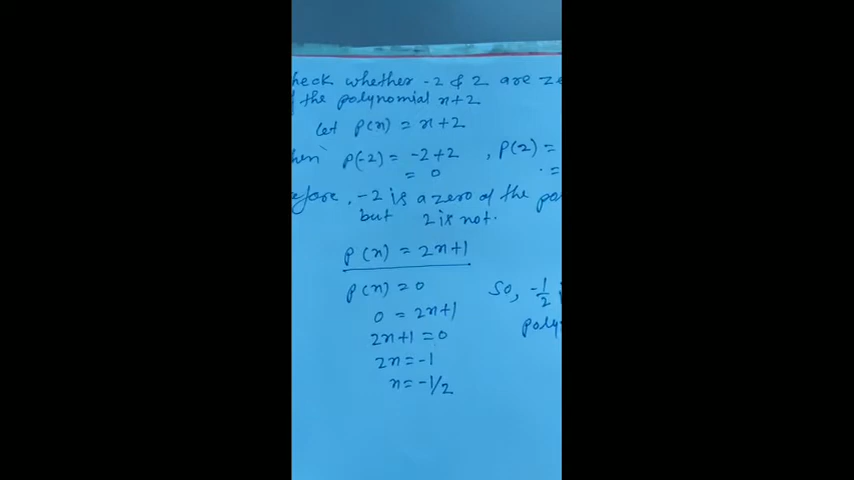 heck whether -2 & 2 are ze
f the polynomial x+2
Let p(x) = x+2
hen p(-2) = -2+2 , p(2) =
= 0 . =
efore, -2 is a zero of the po
but 2 is not.
p(x) = 2x+1
p(x) = 0
So, -1/2
0 = 2x+1
poly
2x+1 = 0
2x = -1
x = -1/2